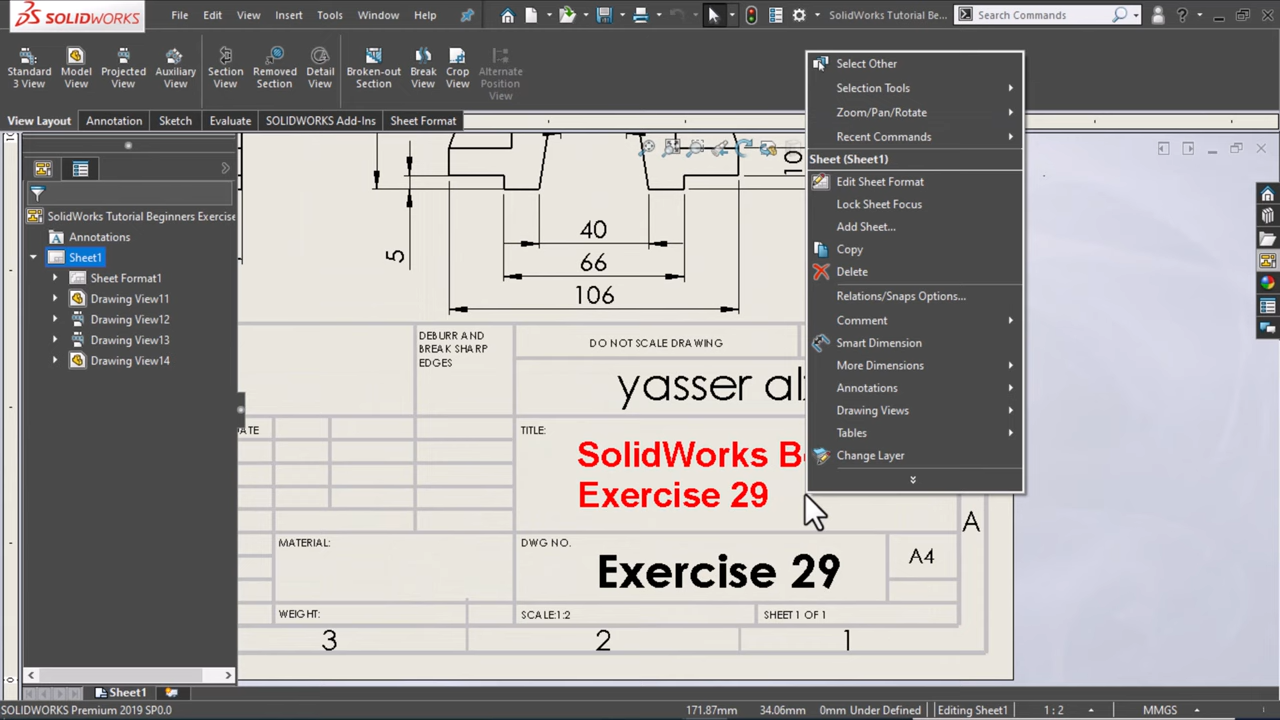 SOLIDWORKS
File Edit View Insert Tools Window Help
SolidWorks Tutorial Be...
Search Commands
Standard 3 View
Model View
Projected View
Auxiliary View
Section View
Removed Section
Detail View
Broken-out Section
Break View
Crop View
Alternate Position View
View Layout Annotation Sketch Evaluate SOLIDWORKS Add-Ins Sheet Format
SolidWorks Tutorial Beginners Exercise
Annotations
Sheet1
Sheet Format1
Drawing View11
Drawing View12
Drawing View13
Drawing View14
Select Other
Selection Tools
Zoom/Pan/Rotate
Recent Commands
Sheet (Sheet1)
Edit Sheet Format
Lock Sheet Focus
Add Sheet...
Copy
Delete
Relations/Snaps Options...
Comment
Smart Dimension
More Dimensions
Annotations
Drawing Views
Tables
Change Layer
10
5
40
66
106
DEBURR AND
BREAK SHARP
EDGES
DO NOT SCALE DRAWING
yasser
TITLE:
SolidWorks
Exercise 29
A
MATERIAL:
DWG NO.
Exercise 29
A4
WEIGHT:
SCALE:1:2
SHEET 1 OF 1
3 2 1
Sheet1
SOLIDWORKS Premium 2019 SP0.0
171.87mm 34.06mm 0mm Under Defined Editing Sheet1 1 : 2 MMGS